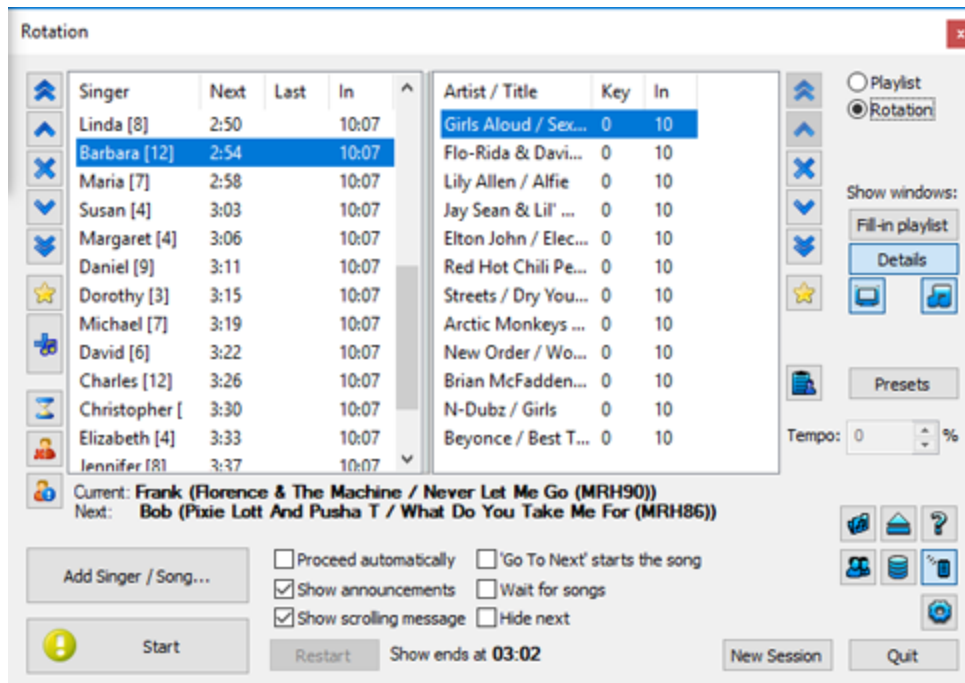 Rotation
Singer Next Last In
Linda [8] 2:50 10:07
Barbara [12] 2:54 10:07
Maria [7] 2:58 10:07
Susan [4] 3:03 10:07
Margaret [4] 3:06 10:07
Daniel [9] 3:11 10:07
Dorothy [3] 3:15 10:07
Michael [7] 3:19 10:07
David [6] 3:22 10:07
Charles [12] 3:26 10:07
Christopher [ 3:30 10:07
Elizabeth [4] 3:33 10:07
Jennifer [8] 3:37 10:07
Artist / Title Key In
Girls Aloud / Sex... 0 10
Flo-Rida & Davi... 0 10
Lily Allen / Alfie 0 10
Jay Sean & Lil' ... 0 10
Elton John / Elec... 0 10
Red Hot Chili Pe... 0 10
Streets / Dry You... 0 10
Arctic Monkeys ... 0 10
New Order / Wo... 0 10
Brian McFadden... 0 10
N-Dubz / Girls 0 10
Beyonce / Best T... 0 10
Playlist
Rotation
Show windows:
Fill-in playlist
Details
Presets
Tempo: 0 %
Current: Frank (Florence & The Machine / Never Let Me Go (MRH90))
Next: Bob (Pixie Lott And Pusha T / What Do You Take Me For (MRH86))
Add Singer / Song...
Start
Proceed automatically
Show announcements
Show scrolling message
'Go To Next' starts the song
Wait for songs
Hide next
Restart
Show ends at 03:02
New Session
Quit